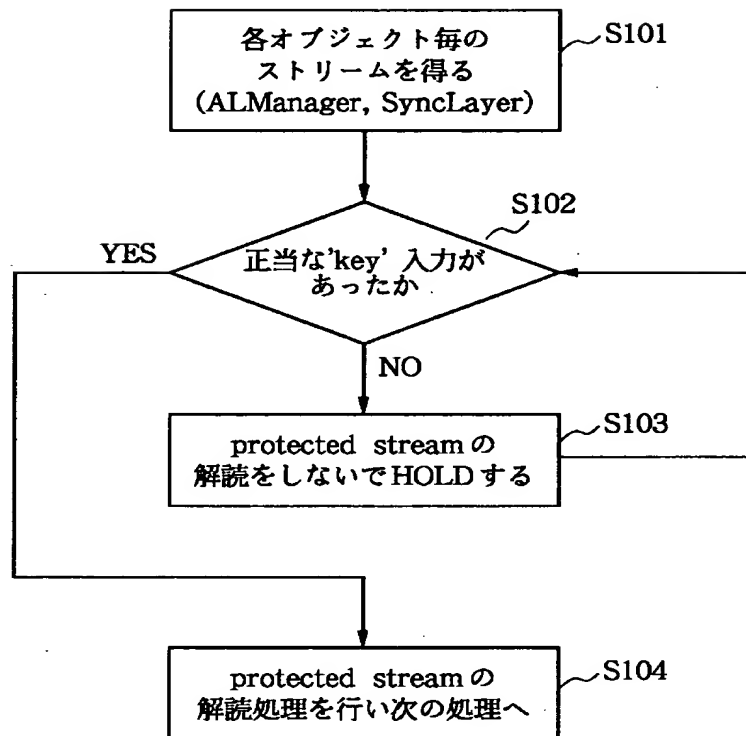 各オブジェクト毎の
ストリームを得る
(ALManager, SyncLayer)
S101
S102
YES
正当な'key' 入力が
あったか
NO
protected streamの
解読をしないでHOLDする
S103
protected streamの
解読処理を行い次の処理へ
S104